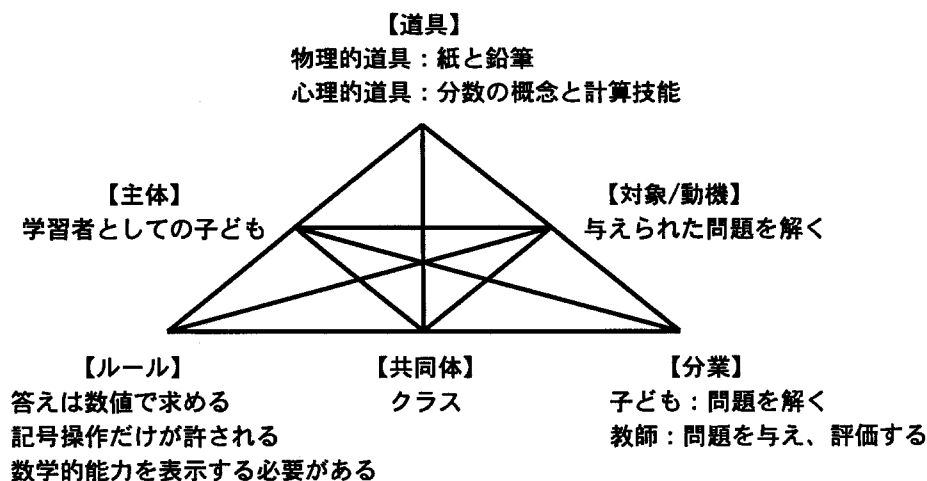 【道具】
物理的道具：紙と鉛筆
心理的道具：分数の概念と計算技能
【主体】
学習者としての子ども
【対象/動機】
与えられた問題を解く
【ルール】
答えは数値で求める
記号操作だけが許される
数学的能力を表示する必要がある
【共同体】
クラス
【分業】
子ども：問題を解く
教師：問題を与え、評価する